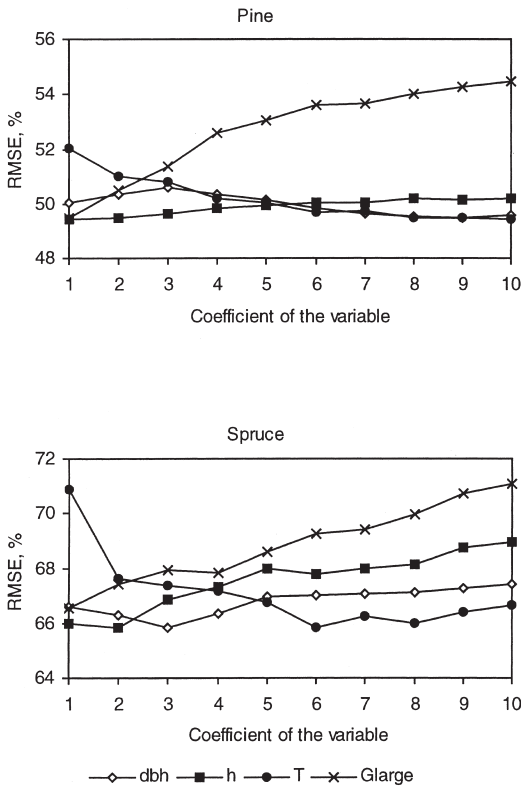 Pine
56
54
52
50
48
RMSE, %
1 2 3 4 5 6 7 8 9 10
Coefficient of the variable
Spruce
72
70
68
66
64
RMSE, %
1 2 3 4 5 6 7 8 9 10
Coefficient of the variable
dbh h T Glarge